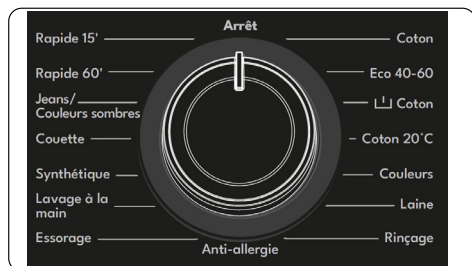 Arrêt
Rapide 15'
Coton
Rapide 60'
Eco 40-60
Jeans/
Couleurs sombres
Coton
Couette
Coton 20°C
Synthétique
Couleurs
Lavage à la
main
Laine
Essorage
Anti-allergie
Rinçage